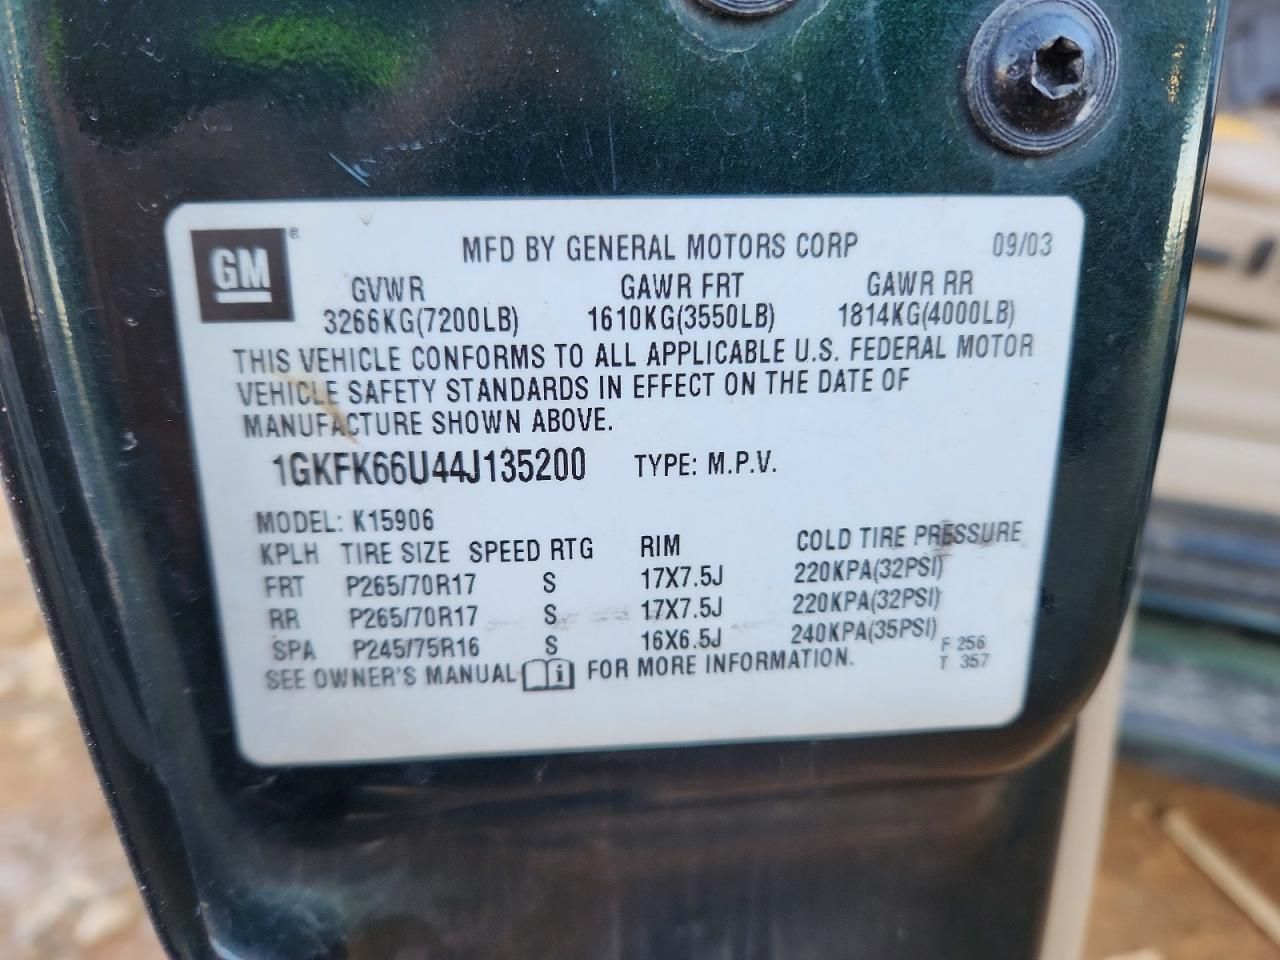 GM ® MFD BY GENERAL MOTORS CORP 09/03
GVWR GAWR FRT GAWR RR
3266KG(7200LB) 1610KG(3550LB) 1814KG(4000LB)
THIS VEHICLE CONFORMS TO ALL APPLICABLE U.S. FEDERAL MOTOR
VEHICLE SAFETY STANDARDS IN EFFECT ON THE DATE OF
MANUFACTURE SHOWN ABOVE.
1GKFK66U44J135200 TYPE: M.P.V.
MODEL: K15906
KPLH TIRE SIZE SPEED RTG RIM COLD TIRE PRESSURE
FRT P265/70R17 S 17X7.5J 220KPA(32PSI)
RR P265/70R17 S 17X7.5J 220KPA(32PSI)
SPA P245/75R16 S 16X6.5J 240KPA(35PSI) F 256
SEE OWNER'S MANUAL i FOR MORE INFORMATION. T 357